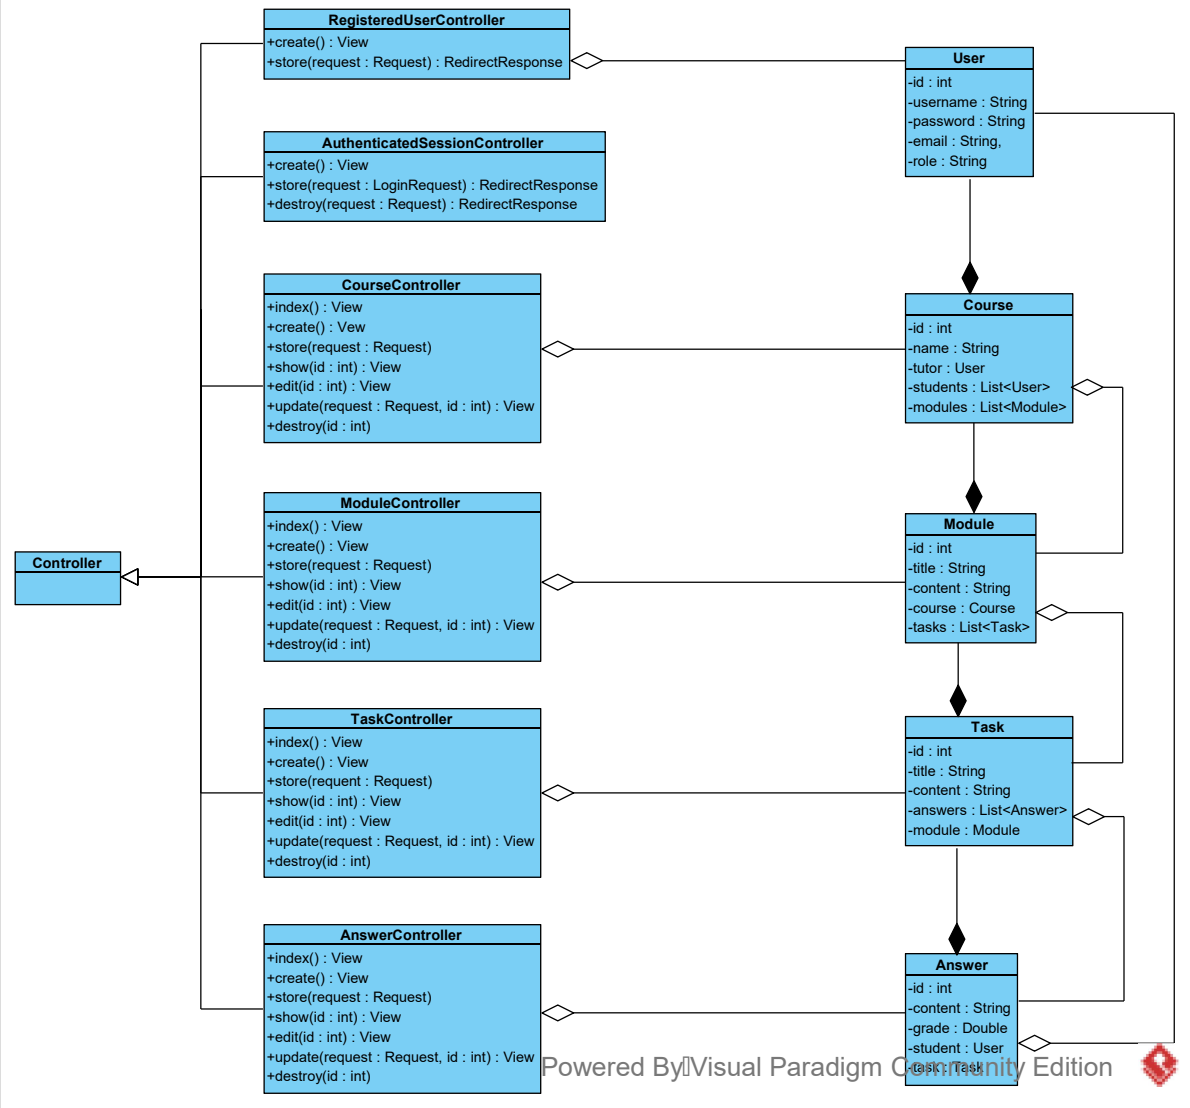 RegisteredUserController
+create() : View
+store(request : Request) : RedirectResponse
User
-id : int
-username : String
-password : String
-email : String,
-role : String
AuthenticatedSessionController
+create() : View
+store(request : LoginRequest) : RedirectResponse
+destroy(request : Request) : RedirectResponse
CourseController
+index() : View
+create() : Vew
+store(request : Request)
+show(id : int) : View
+edit(id : int) : View
+update(request : Request, id : int) : View
+destroy(id : int)
Course
-id : int
-name : String
-tutor : User
-students : List<User>
-modules : List<Module>
Controller
ModuleController
+index() : View
+create() : View
+store(request : Request)
+show(id : int) : View
+edit(id : int) : View
+update(request : Request, id : int) : View
+destroy(id : int)
Module
-id : int
-title : String
-content : String
-course : Course
-tasks : List<Task>
TaskController
+index() : View
+create() : View
+store(requent : Request)
+show(id : int) : View
+edit(id : int) : View
+update(request : Request, id : int) : View
+destroy(id : int)
Task
-id : int
-title : String
-content : String
-answers : List<Answer>
-module : Module
AnswerController
+index() : View
+create() : View
+store(request : Request)
+show(id : int) : View
+edit(id : int) : View
+update(request : Request, id : int) : View
+destroy(id : int)
Answer
-id : int
-content : String
-grade : Double
-student : User
-task : Task
Powered By Visual Paradigm Community Edition